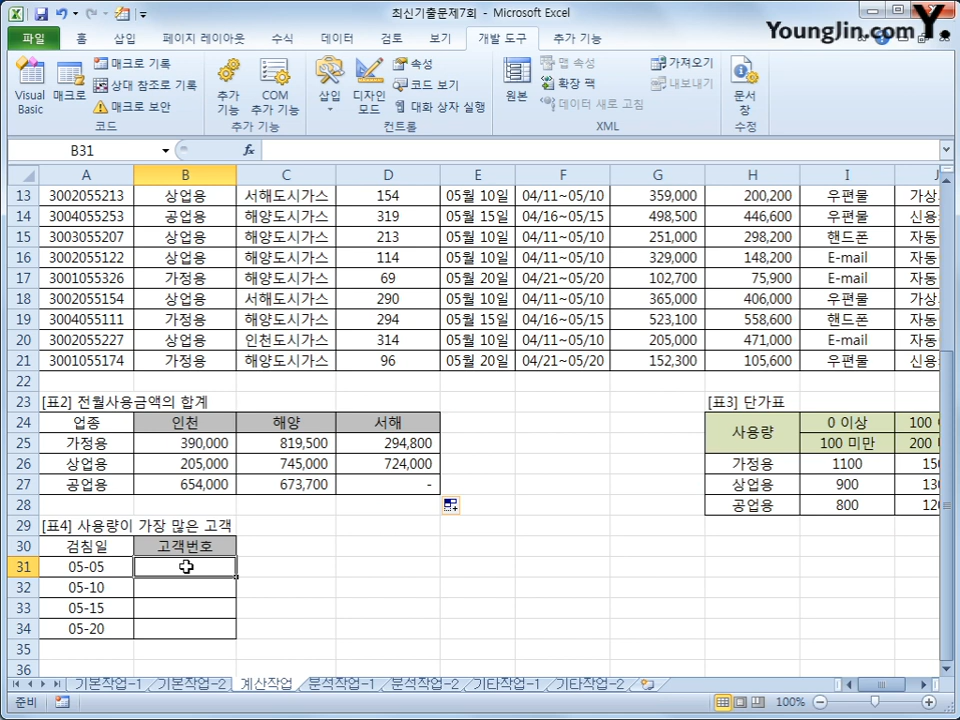 최신기출문제7회 - Microsoft Excel
Younglin.com Y.
파일 홈 삽입 페이지 레이아웃 수식 데이터 검토 보기 개발 도구 추가 기능
Visual Basic
매크로
매크로 기록
상대 참조로 기록
매크로 보안
코드
추가 기능
COM 추가 기능
추가 기능
삽입
디자인 모드
속성
코드 보기
대화 상자 실행
컨트롤
원본
맵 속성
확장 팩
데이터 새로 고침
가져오기
내보내기
XML
문서 창
수정
B31 fx
A B C D E F G H I J
13 3002055213 상업용 서해도시가스 154 05월 10일 04/11~05/10 359,000 200,200 우편물 가상
14 3004055253 공업용 해양도시가스 319 05월 15일 04/16~05/15 498,500 446,600 우편물 신용
15 3003055207 상업용 해양도시가스 213 05월 10일 04/11~05/10 251,000 298,200 핸드폰 자동
16 3002055122 상업용 해양도시가스 114 05월 10일 04/11~05/10 329,000 148,200 E-mail 자동
17 3001055326 가정용 해양도시가스 69 05월 20일 04/21~05/20 102,700 75,900 핸드폰 자동
18 3002055154 상업용 서해도시가스 290 05월 10일 04/11~05/10 365,000 406,000 우편물 가상
19 3004055111 가정용 해양도시가스 294 05월 15일 04/16~05/15 523,100 558,600 핸드폰 자동
20 3002055227 상업용 인천도시가스 314 05월 10일 04/11~05/10 205,000 471,000 E-mail 자동
21 3001055174 가정용 해양도시가스 96 05월 20일 04/21~05/20 152,300 105,600 우편물 신용
22
23 [표2] 전월사용금액의 합계 [표3] 단가표
24 업종 인천 해양 서해 사용량 0 이상 100
25 가정용 390,000 819,500 294,800 100 미만 200
26 상업용 205,000 745,000 724,000 가정용 1100 150
27 공업용 654,000 673,700 - 상업용 900 130
28 공업용 800 120
29 [표4] 사용량이 가장 많은 고객
30 검침일 고객번호
31 05-05
32 05-10
33 05-15
34 05-20
35
36
기본작업-1 기본작업-2 계산작업 분석작업-1 분석작업-2 기타작업-1 기타작업-2
준비 100%